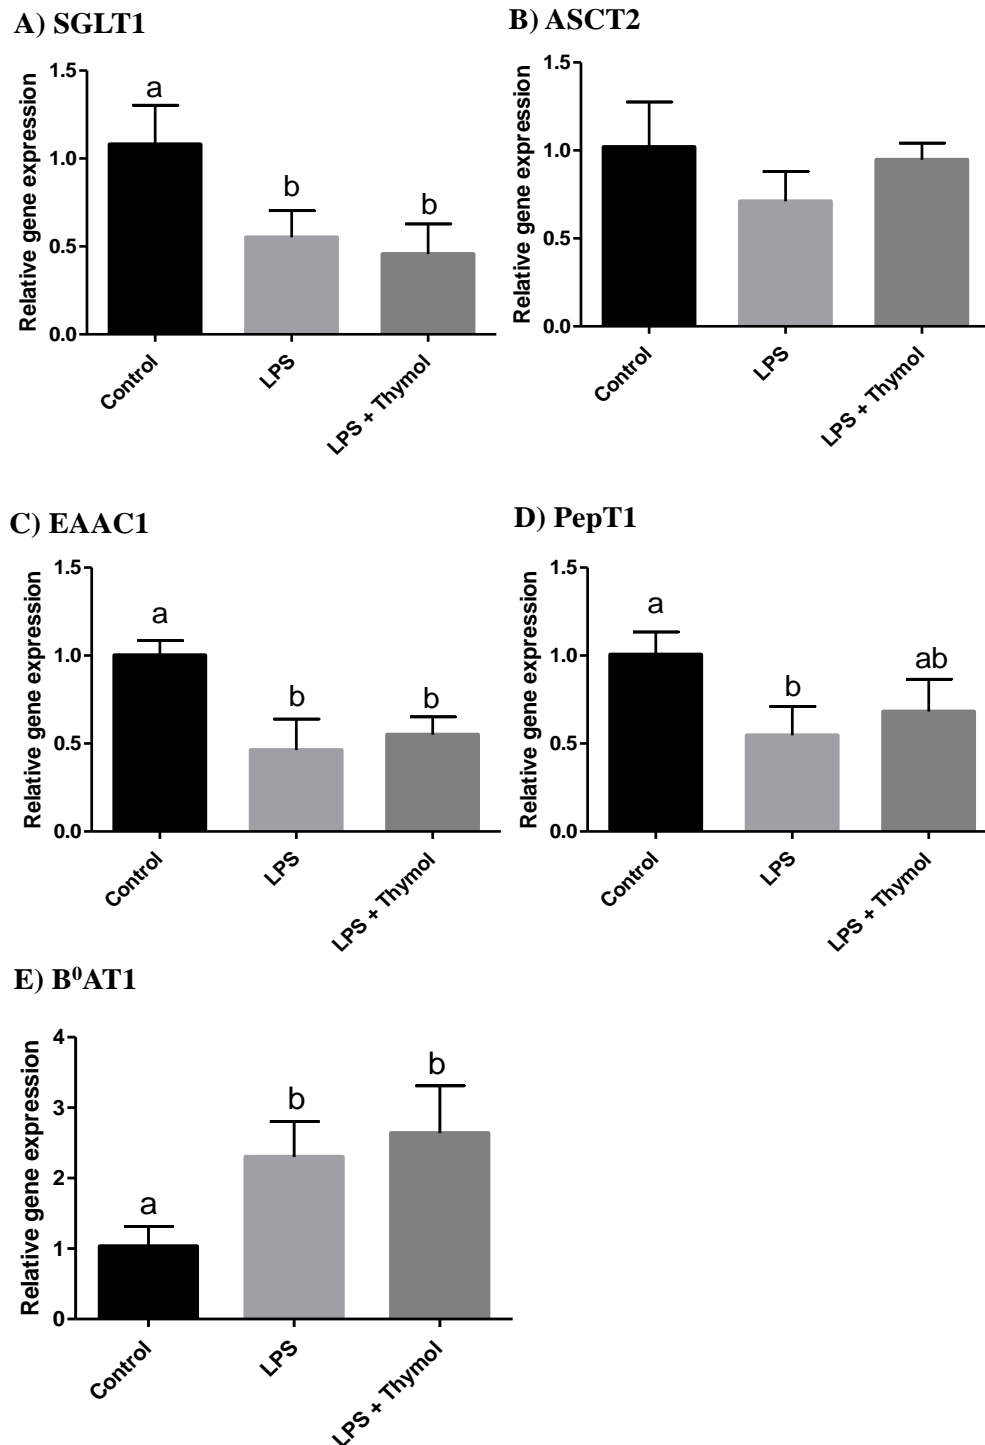 A) SGLT1
Relative gene expression
1.5
1.0
0.5
0.0
a
b
b
Control
LPS
LPS + Thymol
B) ASCT2
Relative gene expression
1.5
1.0
0.5
0.0
Control
LPS
LPS + Thymol
C) EAAC1
Relative gene expression
1.5
1.0
0.5
0.0
a
b
b
Control
LPS
LPS + Thymol
D) PepT1
Relative gene expression
1.5
1.0
0.5
0.0
a
b
ab
Control
LPS
LPS + Thymol
E) B⁰AT1
Relative gene expression
4
3
2
1
0
a
b
b
Control
LPS
LPS + Thymol